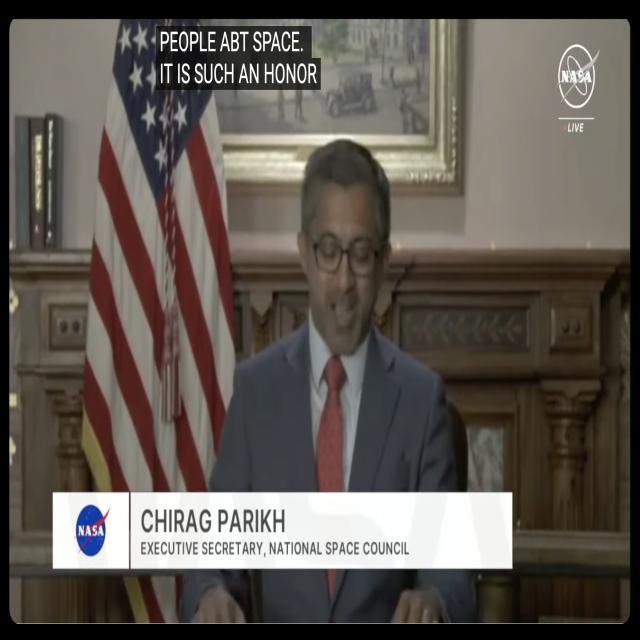 PEOPLE ABT SPACE.
IT IS SUCH AN HONOR
NASA
LIVE
NASA
CHIRAG PARIKH
EXECUTIVE SECRETARY, NATIONAL SPACE COUNCIL